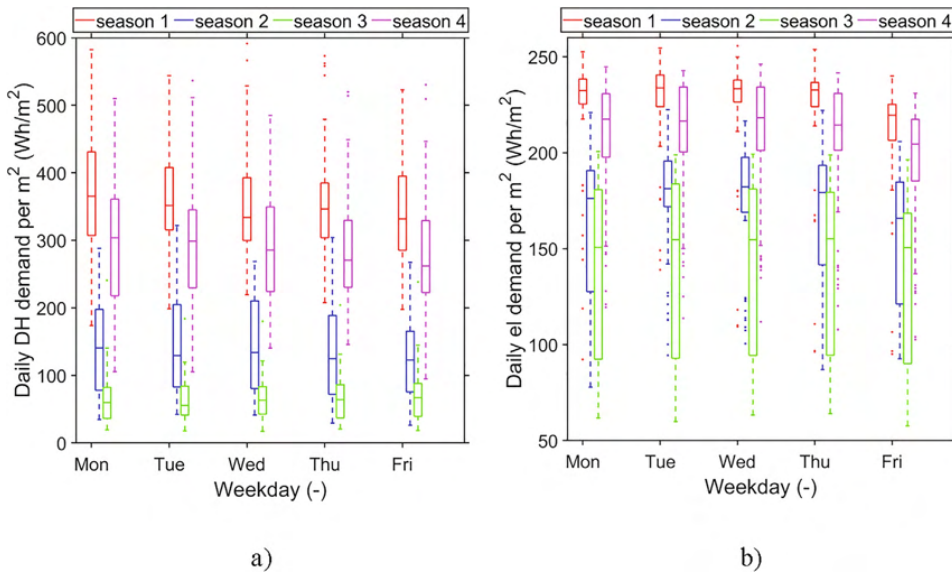 a)
season 1 season 2 season 3 season 4
600
500
400
300
200
100
0
Daily DH demand per m² (Wh/m²)
Mon Tue Wed Thu Fri
Weekday (-)
a)
b)
season 1 season 2 season 3 season 4
250
200
150
100
50
Daily el demand per m² (Wh/m²)
Mon Tue Wed Thu Fri
Weekday (-)
b)